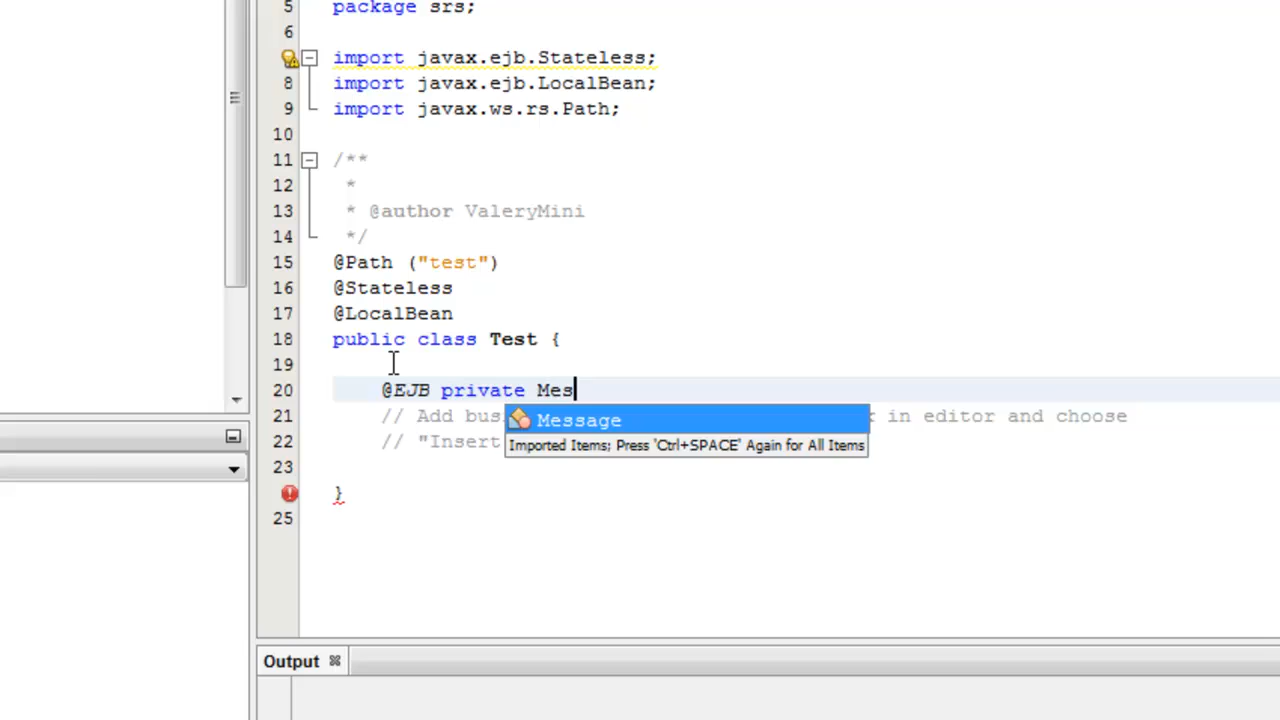 5 package srs;
6
import javax.ejb.Stateless;
8 import javax.ejb.LocalBean;
9 import javax.ws.rs.Path;
10
11 /**
12 *
13 * @author ValeryMini
14 */
15 @Path ("test")
16 @Stateless
17 @LocalBean
18 public class Test {
19
20 @EJB private Mes
21 // Add bus in editor and choose
Message
22 // "Insert
Imported Items; Press 'Ctrl+SPACE' Again for All Items
23
}
25
Output